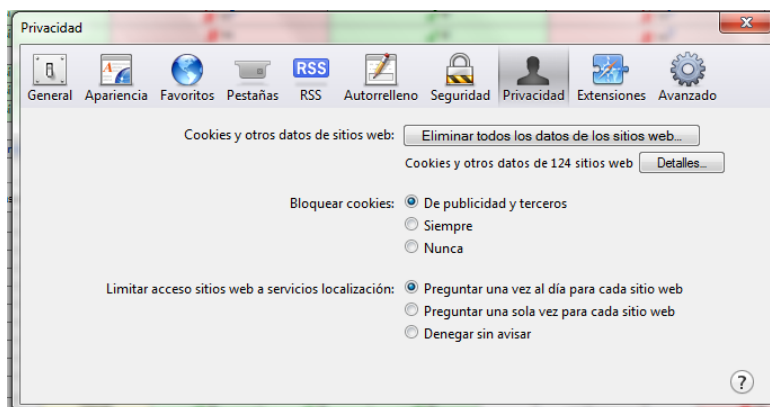 Privacidad
RSS
General Apariencia Favoritos Pestañas RSS Autorrelleno Seguridad Privacidad Extensiones Avanzado
Cookies y otros datos de sitios web: Eliminar todos los datos de los sitios web...
Cookies y otros datos de 124 sitios web Detalles...
Bloquear cookies: De publicidad y terceros
Siempre
Nunca
Limitar acceso sitios web a servicios localización: Preguntar una vez al día para cada sitio web
Preguntar una sola vez para cada sitio web
Denegar sin avisar
?